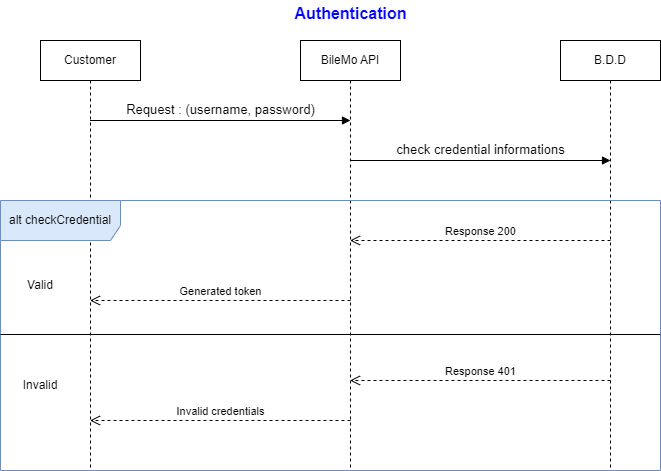 Authentication
Customer
BileMo API
B.D.D
Request : (username, password)
check credential informations
alt checkCredential
Response 200
Valid
Generated token
Response 401
Invalid
Invalid credentials